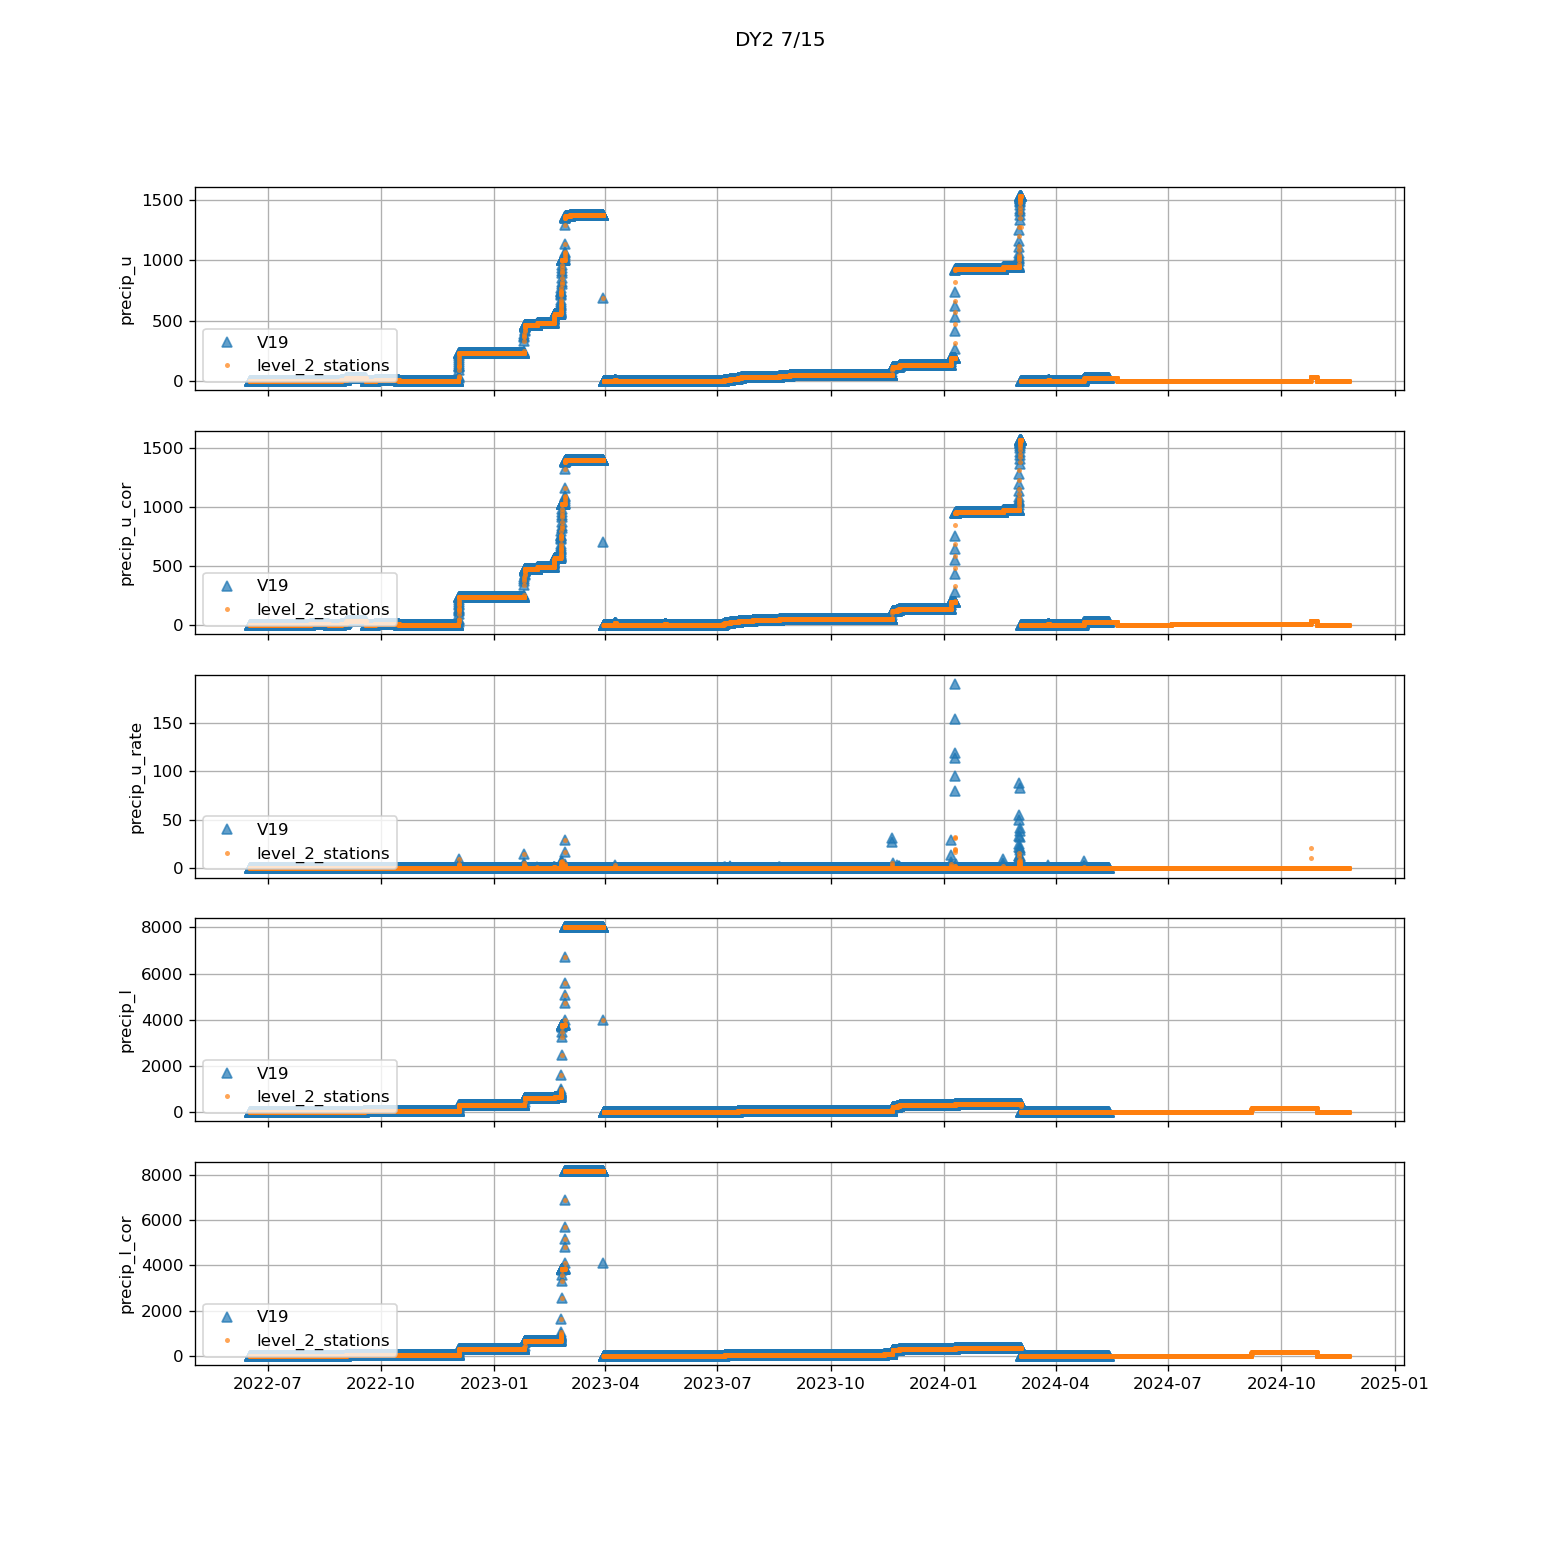 DY2 7/15
precip_u
1500
1000
500
0
V19
level_2_stations
precip_u_cor
1500
1000
500
0
V19
level_2_stations
precip_u_rate
150
100
50
0
V19
level_2_stations
precip_l
8000
6000
4000
2000
0
V19
level_2_stations
precip_l_cor
8000
6000
4000
2000
0
V19
level_2_stations
2022-07 2022-10 2023-01 2023-04 2023-07 2023-10 2024-01 2024-04 2024-07 2024-10 2025-01